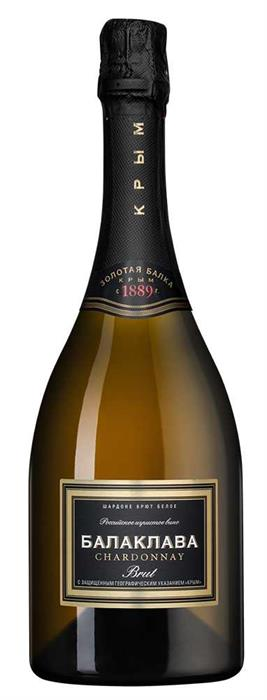 КРЫМ
ЗОЛОТАЯ БАЛКА
КРЫМ
с 1889 г.
ШАРДОНЕ БРЮТ БЕЛОЕ
Российское игристое вино
БАЛАКЛАВА
CHARDONNAY
Brut
С ЗАЩИЩЕННЫМ ГЕОГРАФИЧЕСКИМ УКАЗАНИЕМ «КРЫМ»